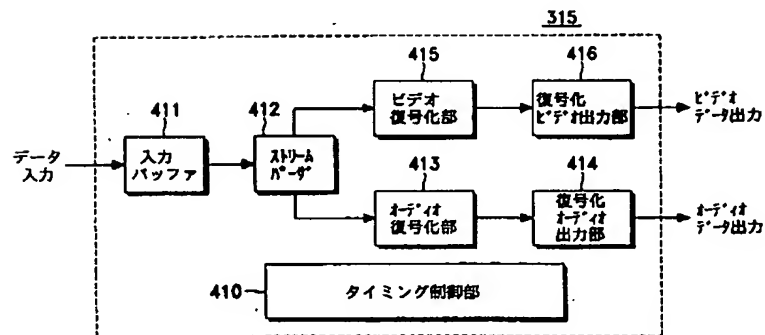 315
415
416
ビデオ
復号化部
復号化
ビデオ出力部
ビデオ
データ出力
411
412
データ
入力
入力
バッファ
ストリーム
パーザ
413
414
オーディオ
復号化部
復号化
オーディオ
出力部
オーディオ
データ出力
410
タイミング制御部